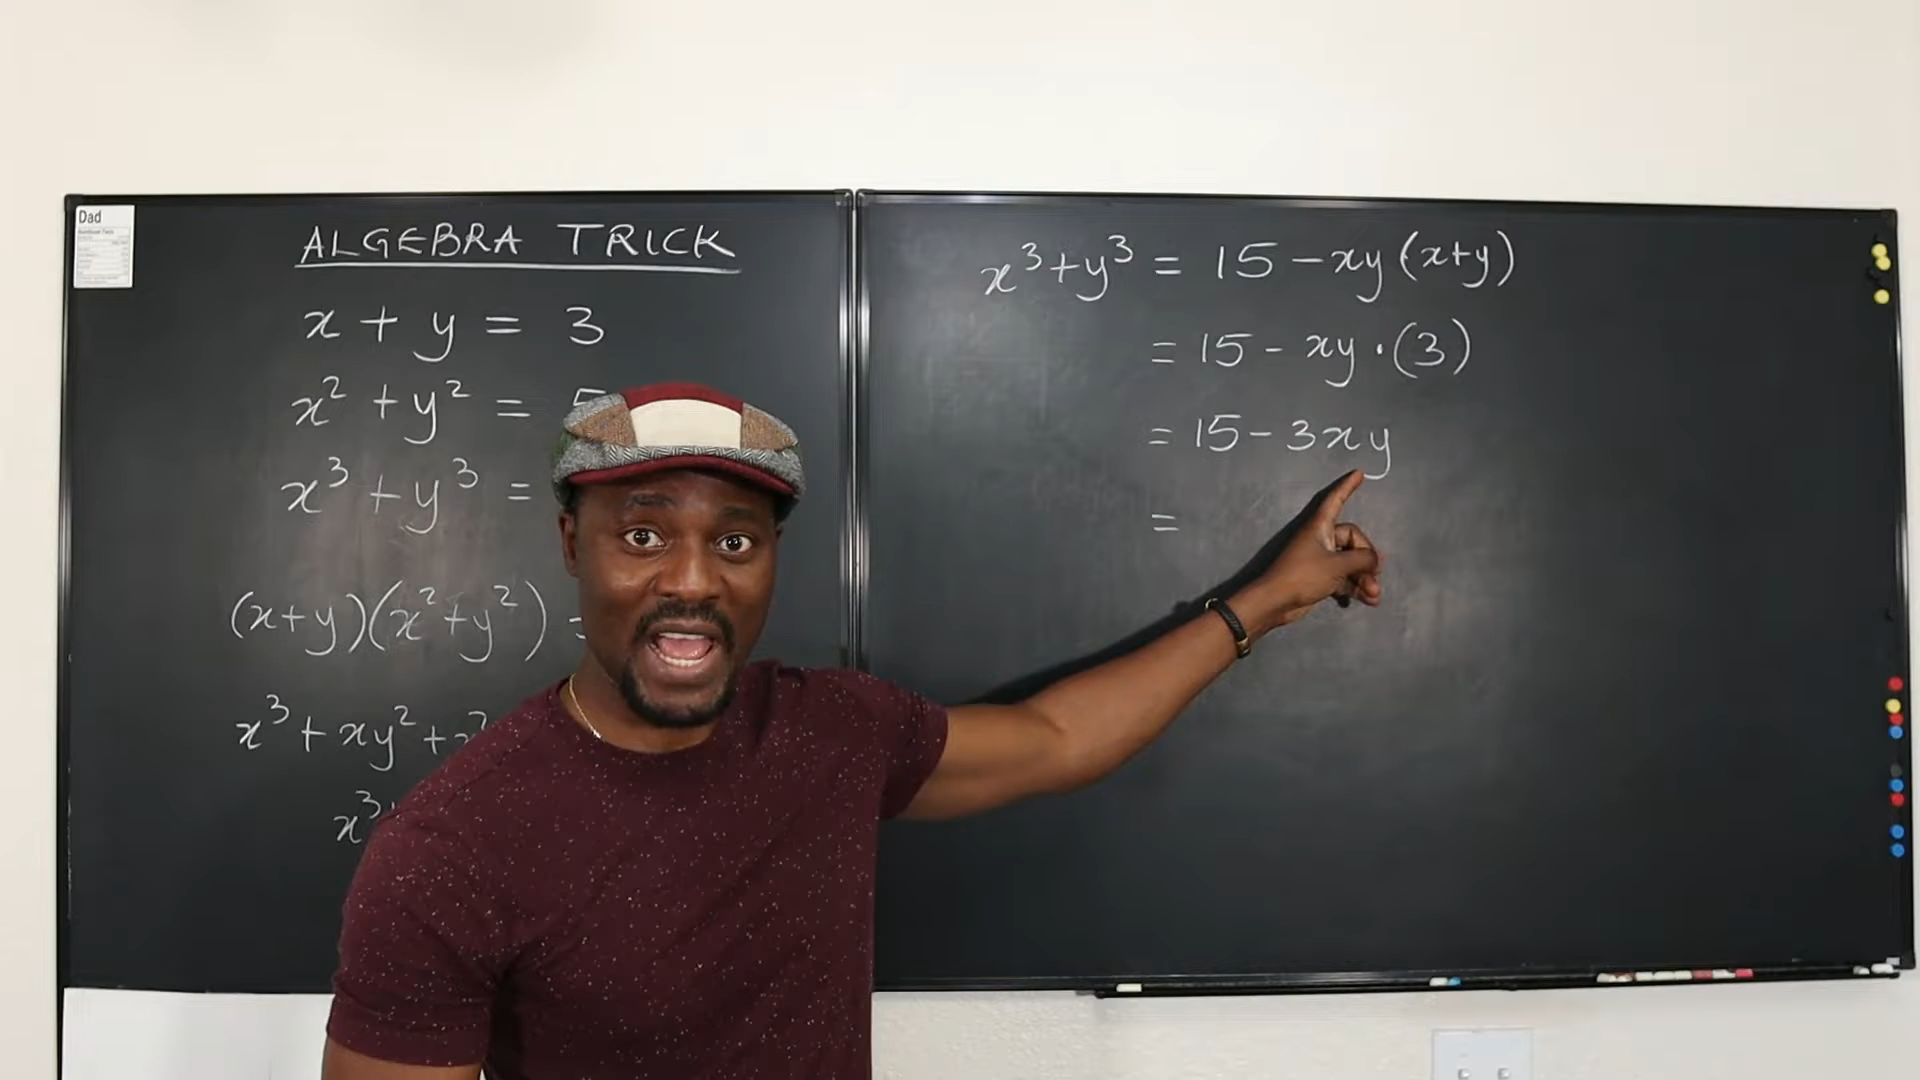 Dad
ALGEBRA TRICK
x + y = 3
x² + y² = 5
x³ + y³ =
(x+y)(x²+y²) =
x³ + xy² +
x³
x³+y³ = 15 - xy (x+y)
= 15 - xy · (3)
= 15 - 3xy
=